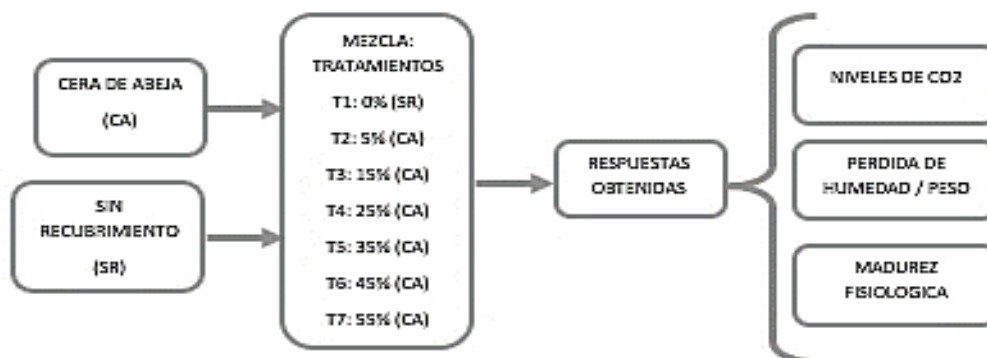 CERA DE ABEJA
(CA)
SIN
RECUBRIMIENTO
(SR)
MEZCLA:
TRATAMIENTOS
T1: 0% (SR)
T2: 5% (CA)
T3: 15% (CA)
T4: 25% (CA)
T5: 35% (CA)
T6: 45% (CA)
T7: 55% (CA)
RESPUESTAS
OBTENIDAS
NIVELES DE CO2
PERDIDA DE
HUMEDAD / PESO
MADUREZ
FISIOLOGICA